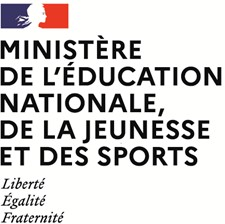 MINISTÈRE
DE L'ÉDUCATION
NATIONALE,
DE LA JEUNESSE
ET DES SPORTS
Liberté
Égalité
Fraternité